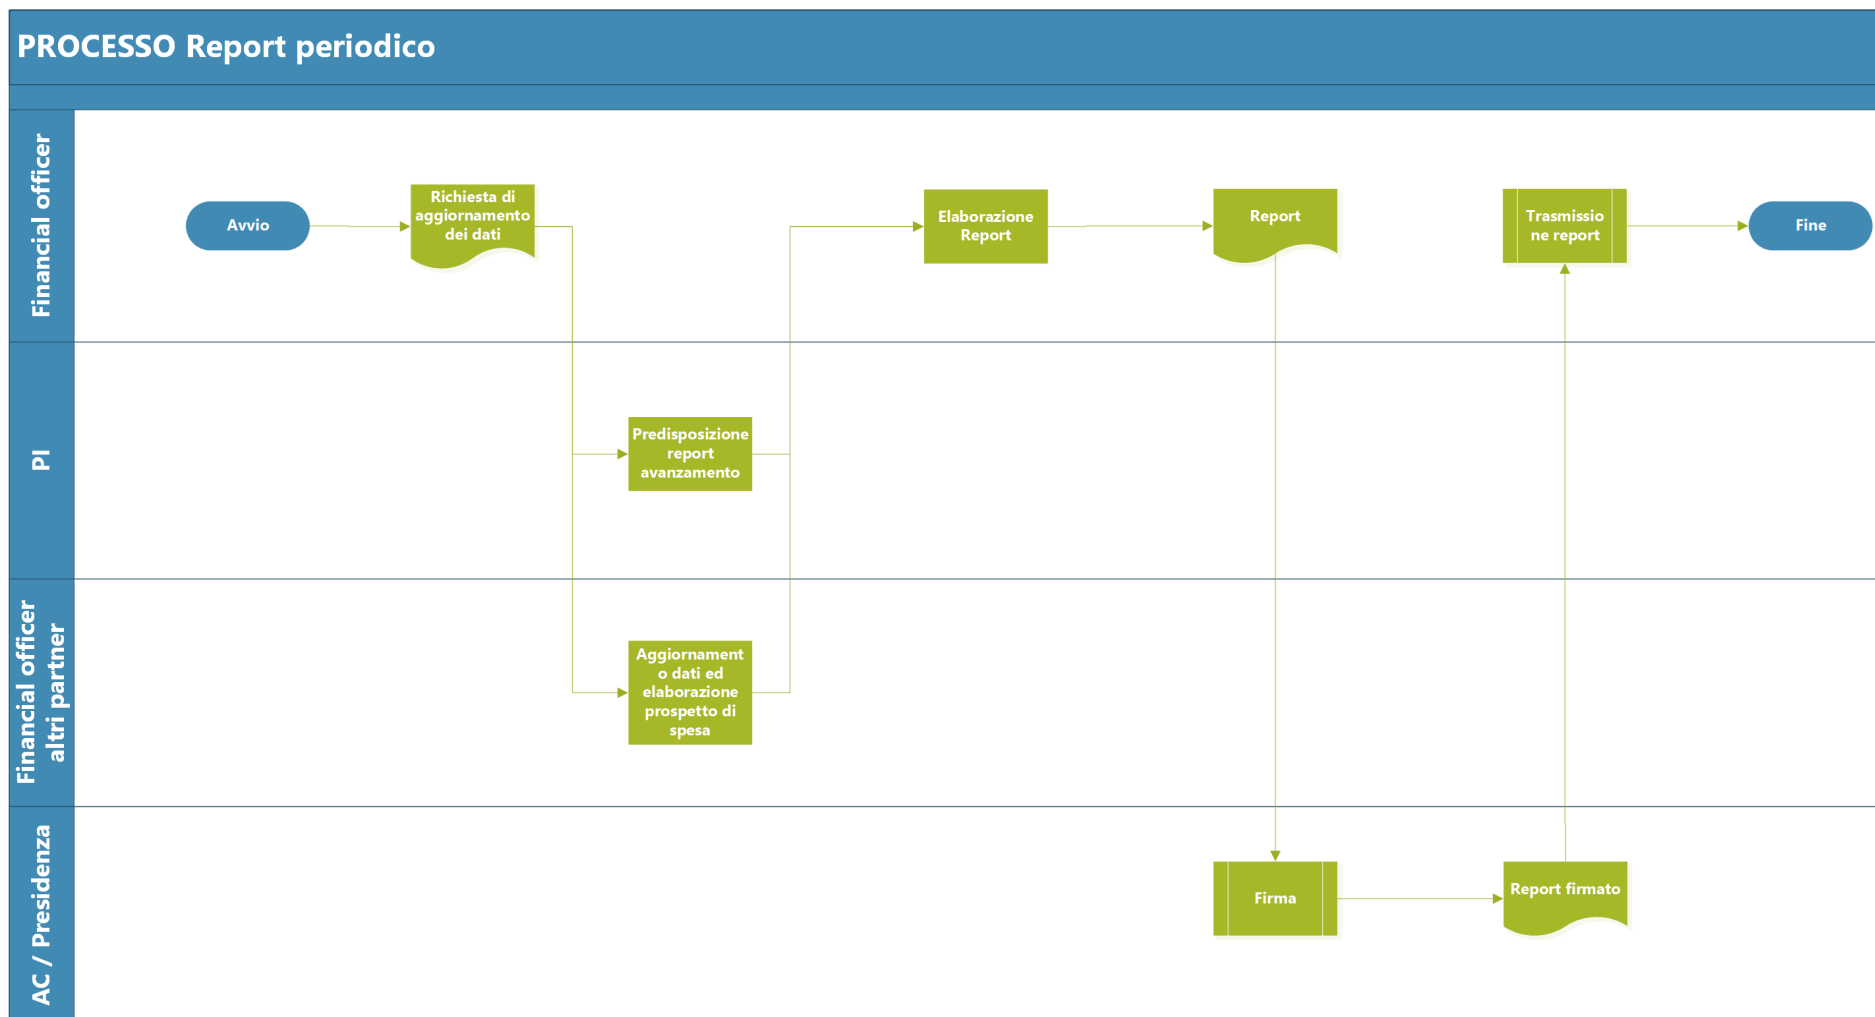 PROCESSO Report periodico
Financial officer
Avvio
Richiesta di
aggiornamento
dei dati
Elaborazione
Report
Report
Trasmissio
ne report
Fine
PI
Predisposizione
report
avanzamento
Financial officer
altri partner
Aggiornament
o dati ed
elaborazione
prospetto di
spesa
AC / Presidenza
Firma
Report firmato